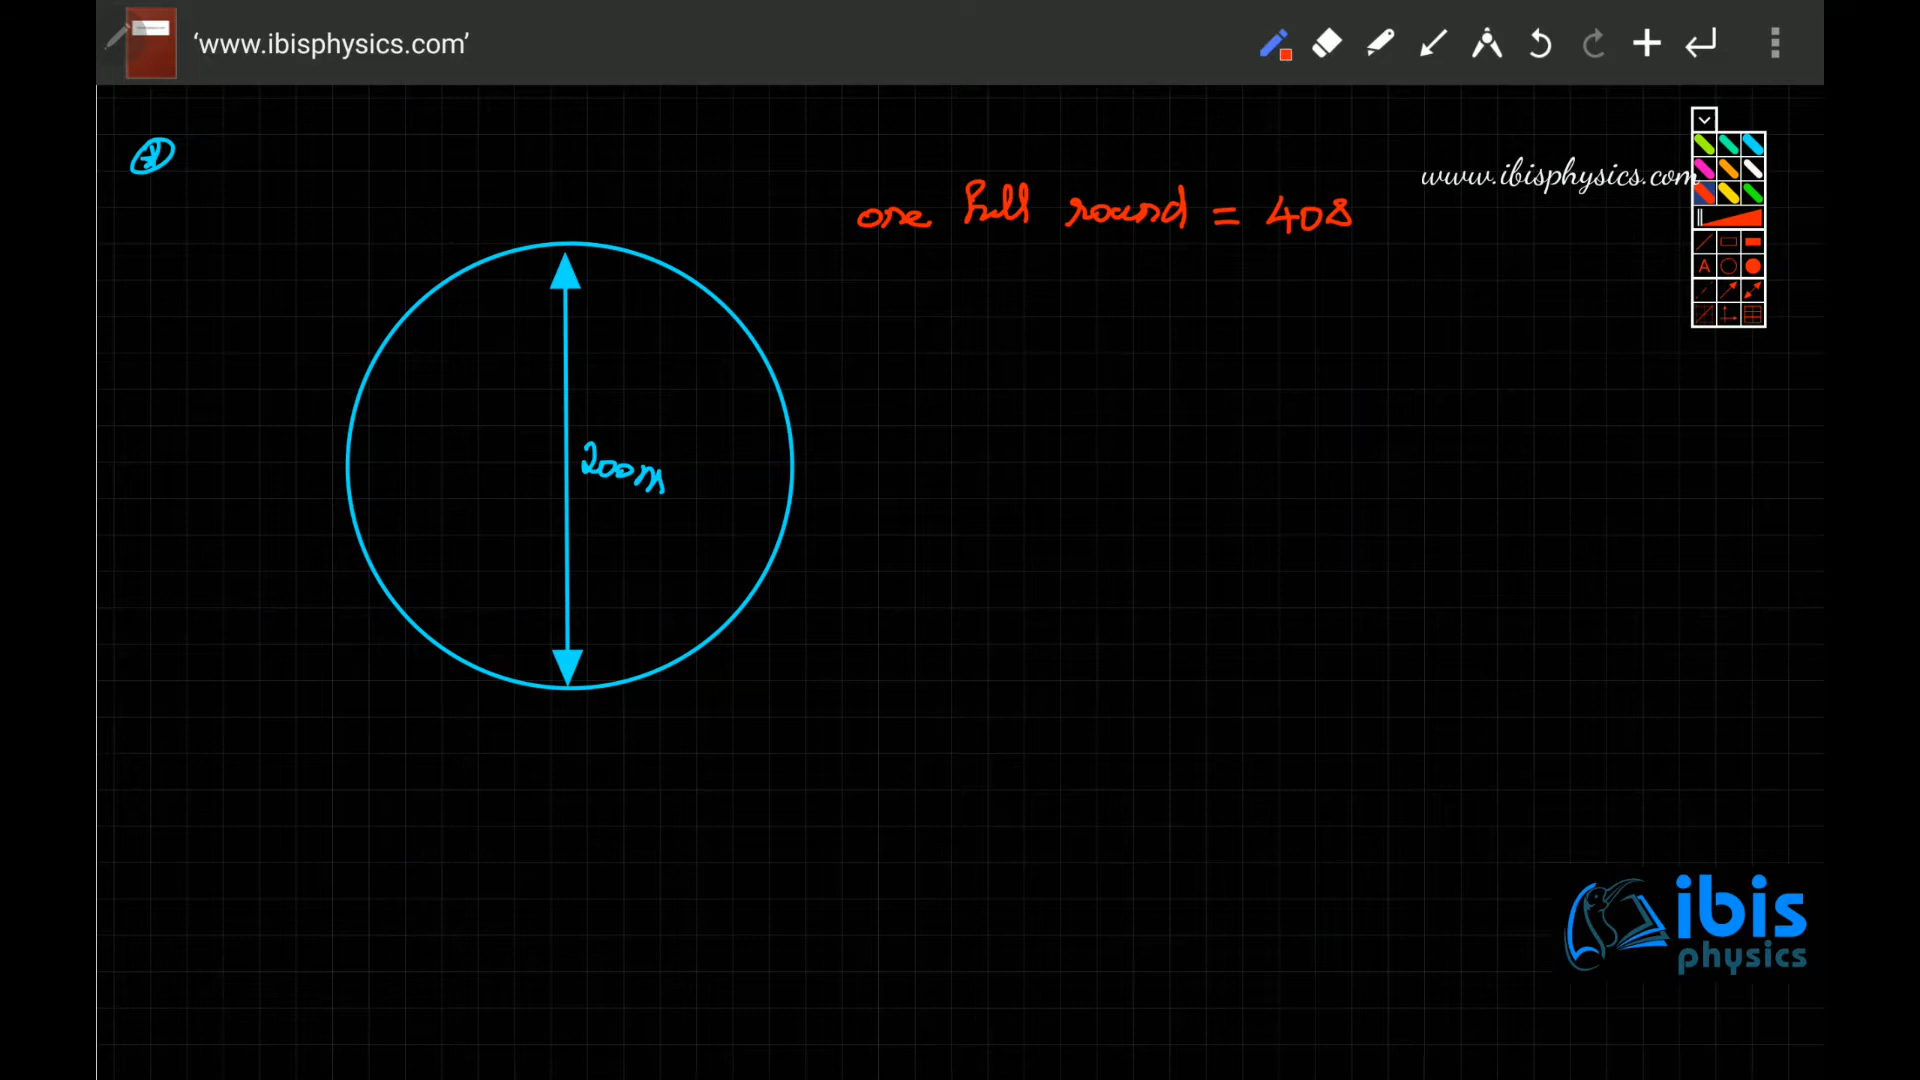 ‘www.ibisphysics.com’
www.ibisphysics.com
one full round = 40s
200m
A
ibis
physics